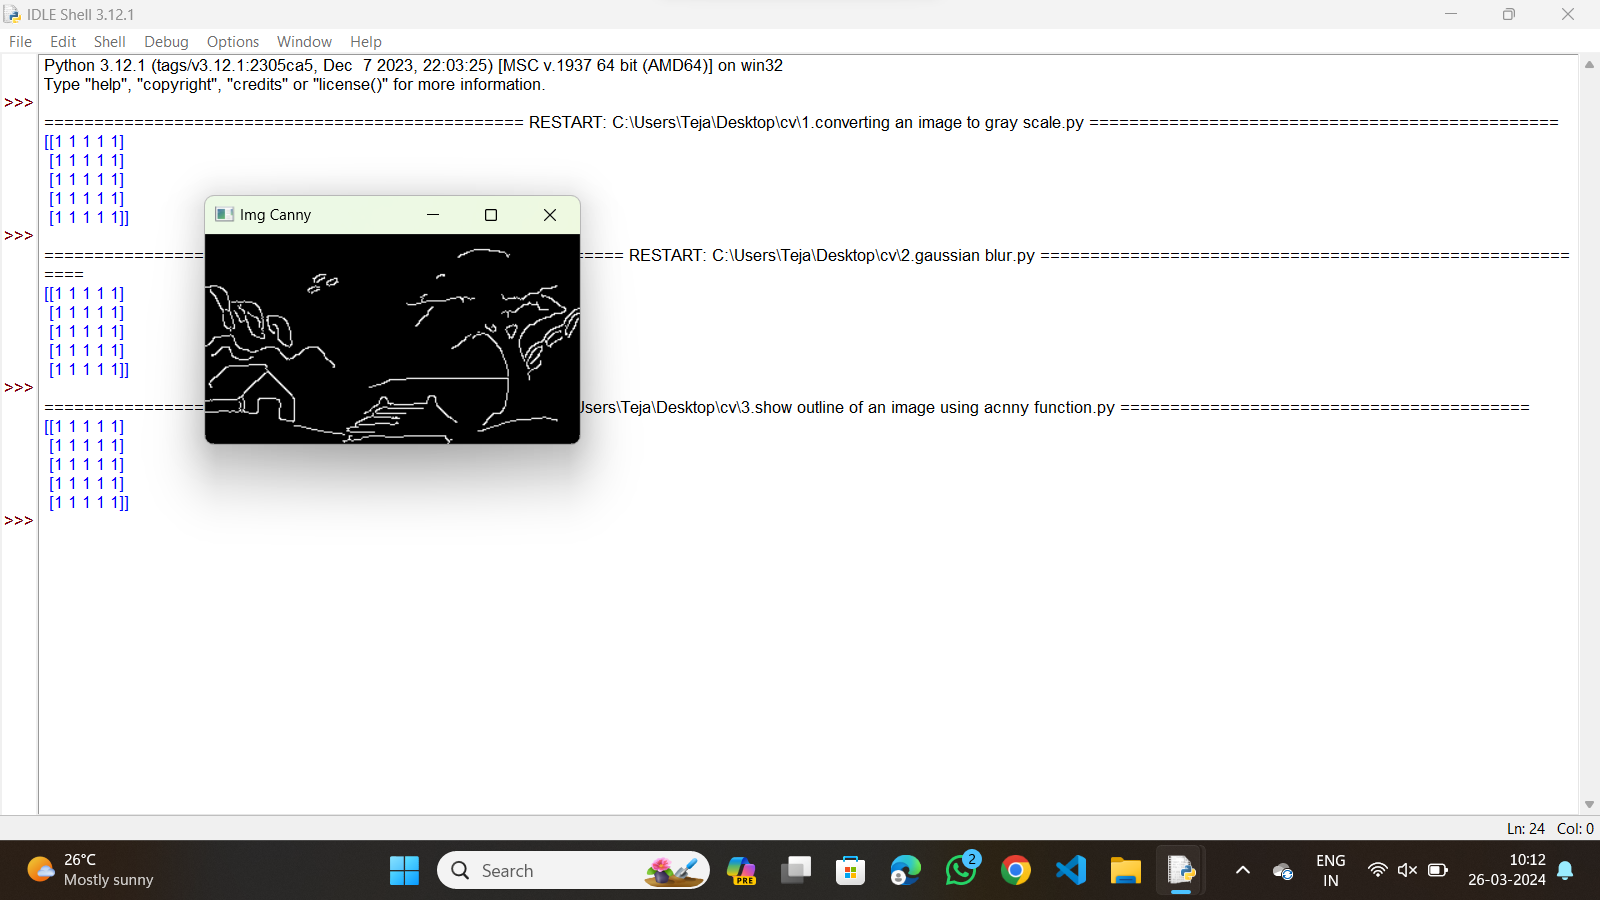 IDLE Shell 3.12.1
File Edit Shell Debug Options Window Help
Python 3.12.1 (tags/v3.12.1:2305ca5, Dec  7 2023, 22:03:25) [MSC v.1937 64 bit (AMD64)] on win32
Type "help", "copyright", "credits" or "license()" for more information.
>>>
================================================ RESTART: C:\Users\Teja\Desktop\cv\1.converting an image to gray scale.py ===============================================
[[1 1 1 1 1]
[1 1 1 1 1]
[1 1 1 1 1]
[1 1 1 1 1]
[1 1 1 1 1]]
>>>
================ ==== RESTART: C:\Users\Teja\Desktop\cv\2.gaussian blur.py =====================================================
====
[[1 1 1 1 1]
[1 1 1 1 1]
[1 1 1 1 1]
[1 1 1 1 1]
[1 1 1 1 1]]
>>>
================ Users\Teja\Desktop\cv\3.show outline of an image using acnny function.py =========================================
[[1 1 1 1 1]
[1 1 1 1 1]
[1 1 1 1 1]
[1 1 1 1 1]
[1 1 1 1 1]]
>>>
Img Canny
Ln: 24 Col: 0
26°C
Mostly sunny
Search
PRE
2
ENG
IN
10:12
26-03-2024